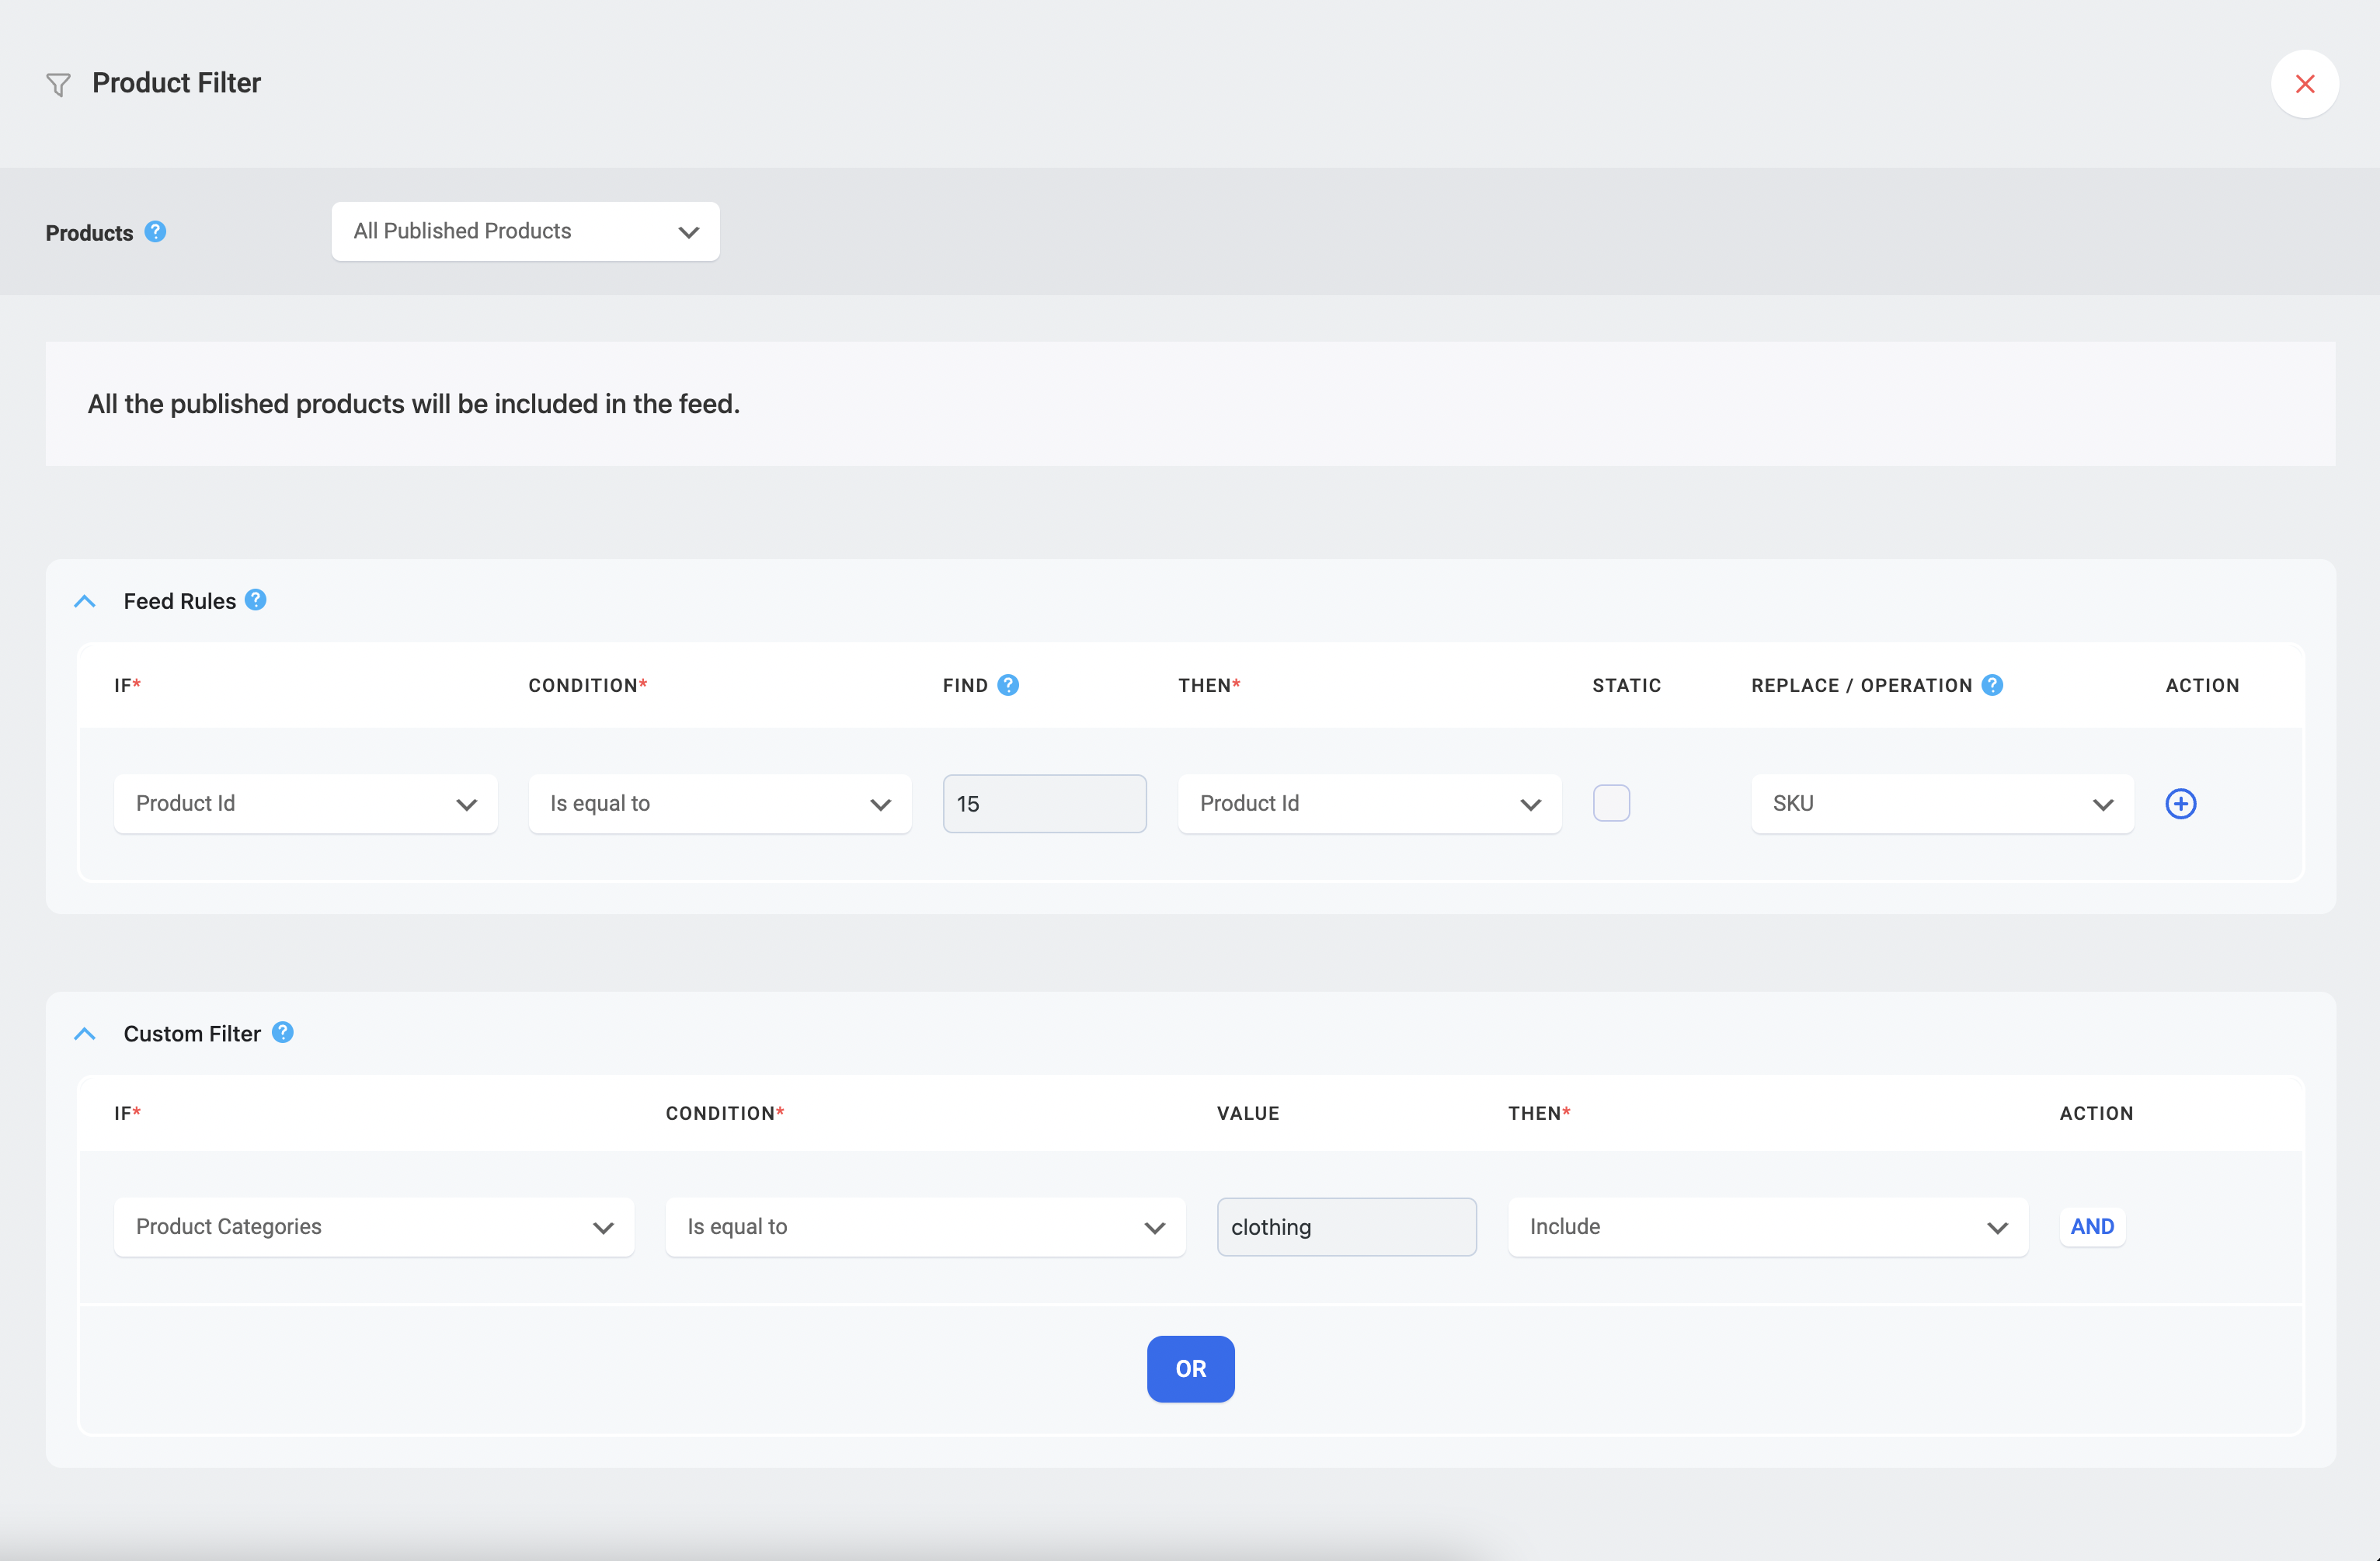 Product Filter
Products ?
All Published Products
All the published products will be included in the feed.
Feed Rules ?
IF* CONDITION* FIND ? THEN* STATIC REPLACE / OPERATION ? ACTION
Product Id Is equal to 15 Product Id SKU
Custom Filter ?
IF* CONDITION* VALUE THEN* ACTION
Product Categories Is equal to clothing Include AND
OR